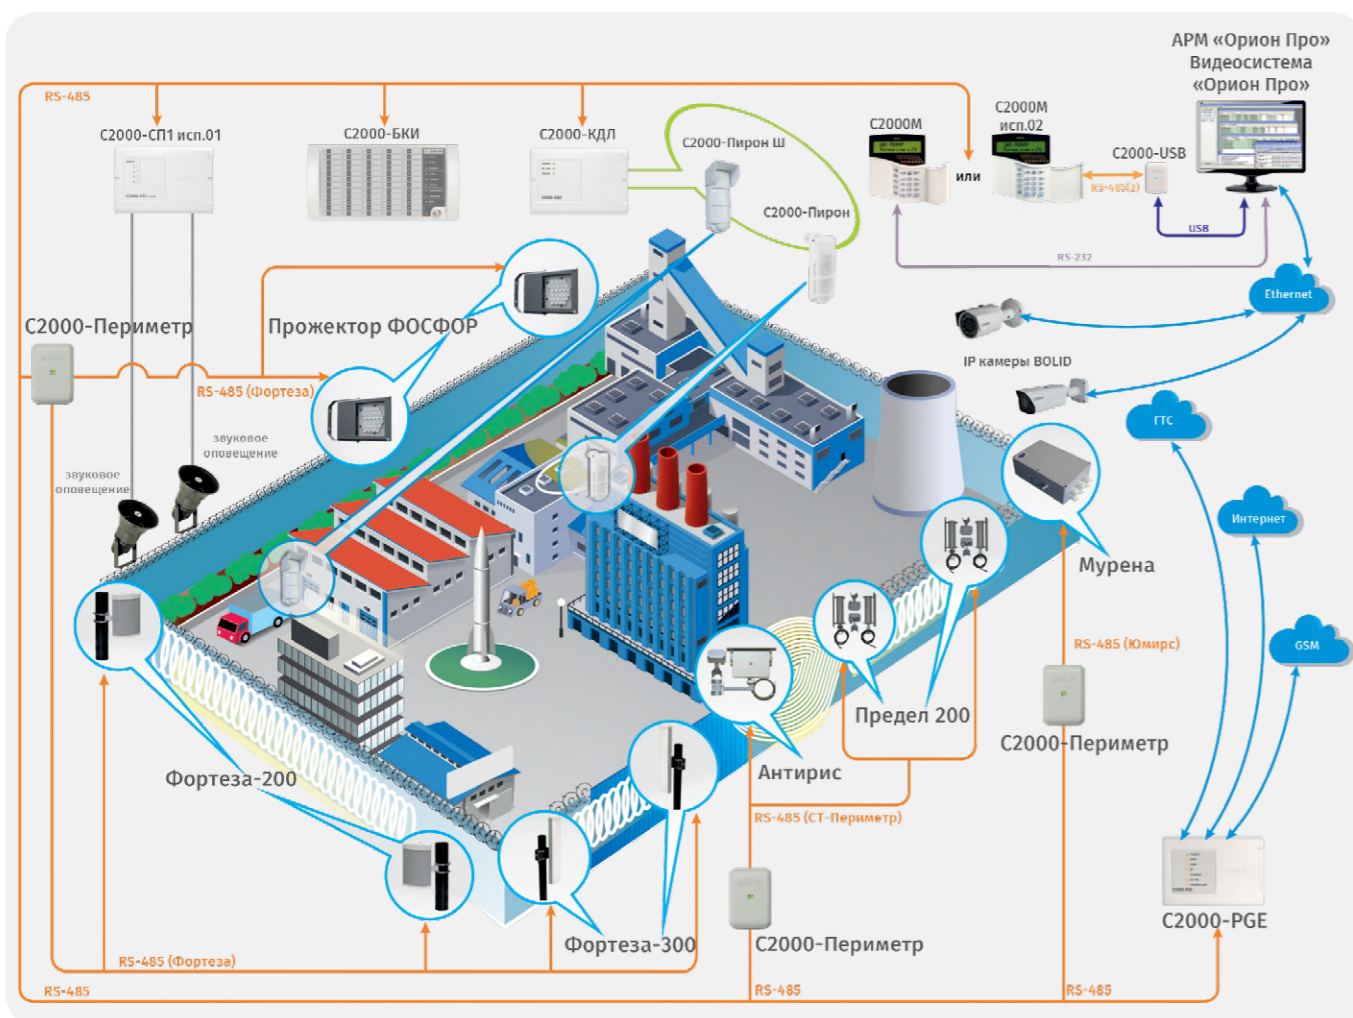 АРМ «Орион Про»
Видеосистема
«Орион Про»
RS-485
С2000-СП1 исп.01
С2000-БКИ
С2000-КДЛ
С2000-Пирон Ш
С2000М
или
С2000М
исп.02
С2000-USB
RS-485(2)
С2000-Пирон
USB
RS-232
Ethernet
С2000-Периметр
Прожектор ФОСФОР
RS-485 (Фортеза)
IP камеры BOLID
ГТС
звуковое
оповещение
звуковое
оповещение
Интернет
Мурена
RS-485 (Юмирс)
GSM
Предел 200
С2000-Периметр
Антирис
Фортеза-200
RS-485 (СТ-Периметр)
С2000-PGE
Фортеза-300
С2000-Периметр
RS-485 (Фортеза)
RS-485
RS-485
RS-485